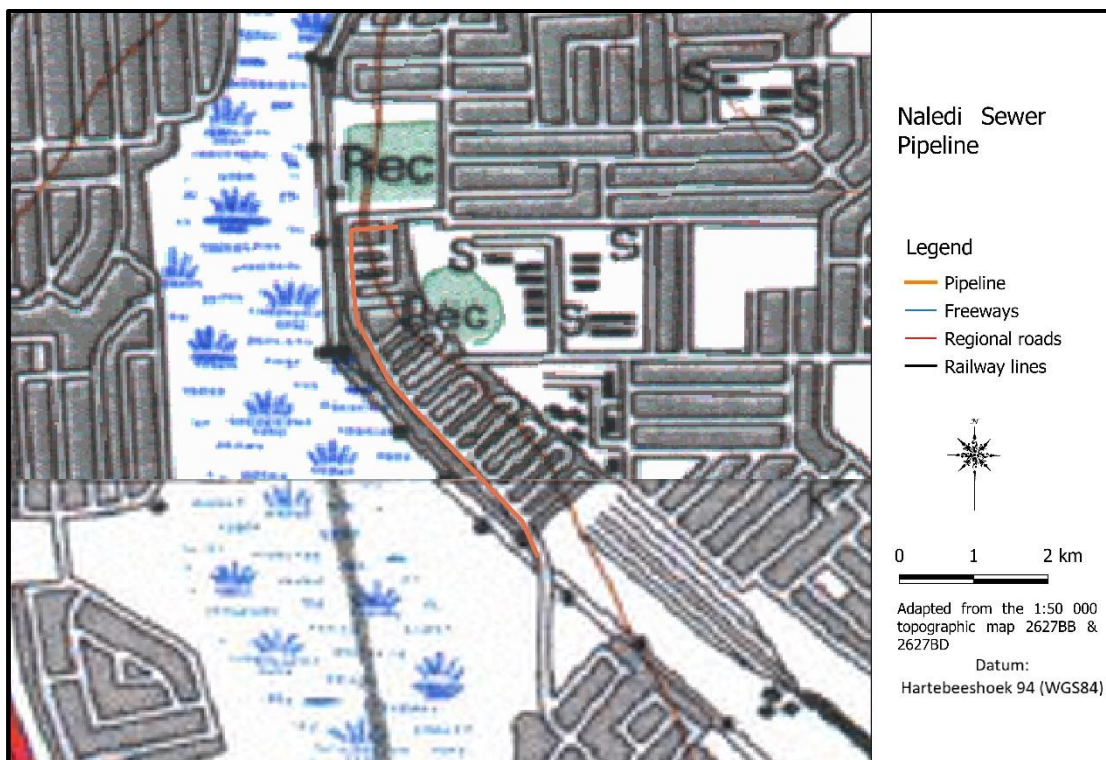 Naledi Sewer
Pipeline
Legend
Pipeline
Freeways
Regional roads
Railway lines
N
0 1 2 km
Adapted from the 1:50 000
topographic map 2627BB &
2627BD
Datum:
Hartebeeshoek 94 (WGS84)
S
S
Rec
S
S
Rec
S